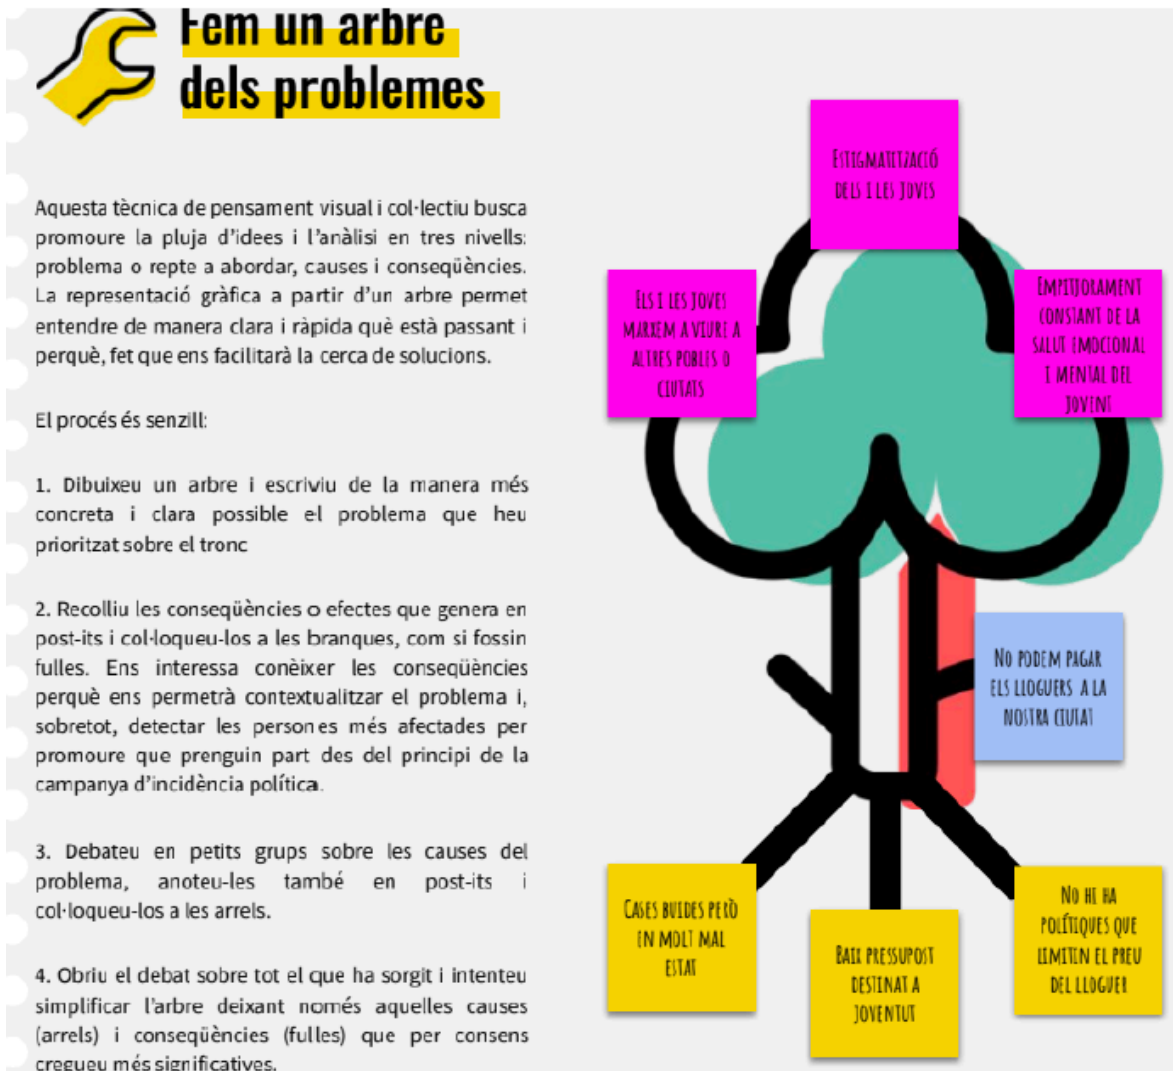 Fem un arbre
dels problemes
Aquesta tècnica de pensament visual i col·lectiu busca
promoure la pluja d'idees i l'anàlisi en tres nivells:
problema o repte a abordar, causes i conseqüències.
La representació gràfica a partir d'un arbre permet
entendre de manera clara i ràpida què està passant i
perquè, fet que ens facilitarà la cerca de solucions.
El procés és senzill:
1. Dibuixeu un arbre i escriviu de la manera més
concreta i clara possible el problema que heu
prioritzat sobre el tronc
2. Recolliu les conseqüències o efectes que genera en
post-its i col·loqueu-los a les branques, com si fossin
fulles. Ens interessa conèixer les conseqüències
perquè ens permetrà contextualitzar el problema i,
sobretot, detectar les persones més afectades per
promoure que prenguin part des del principi de la
campanya d'incidència política.
3. Debateu en petits grups sobre les causes del
problema, anoteu-les també en post-its i
col·loqueu-los a les arrels.
4. Obriu el debat sobre tot el que ha sorgit i intenteu
simplificar l'arbre deixant només aquelles causes
(arrels) i conseqüències (fulles) que per consens
cregueu més significatives.
Estigmatització
dels i les joves
Els i les joves
marxem a viure a
altres pobles o
ciutats
Empitjorament
constant de la
salut emocional
i mental del
jovent
No podem pagar
els lloguers a la
nostra ciutat
Cases buides però
en molt mal
estat
Baix pressupost
destinat a
joventut
No hi ha
polítiques que
limitin el preu
del lloguer